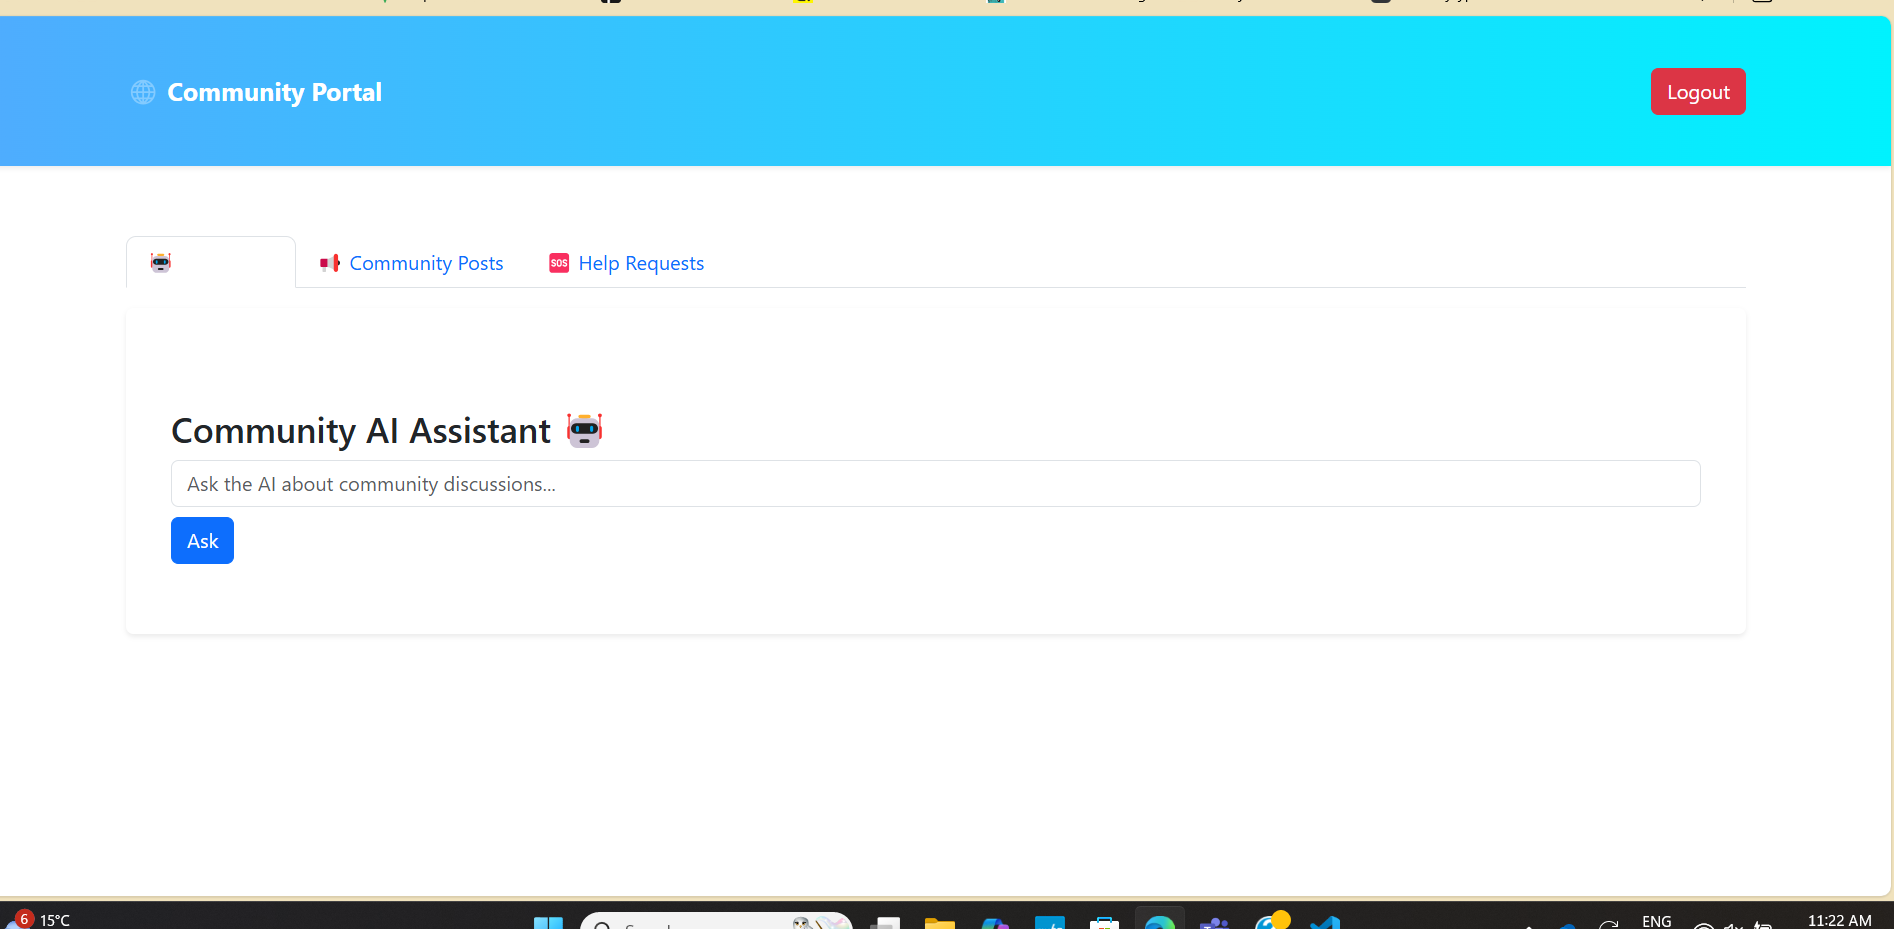 Community Portal
Logout
Community Posts
SOS Help Requests
Community AI Assistant
Ask the AI about community discussions...
Ask
6 15°C
ENG
11:22 AM